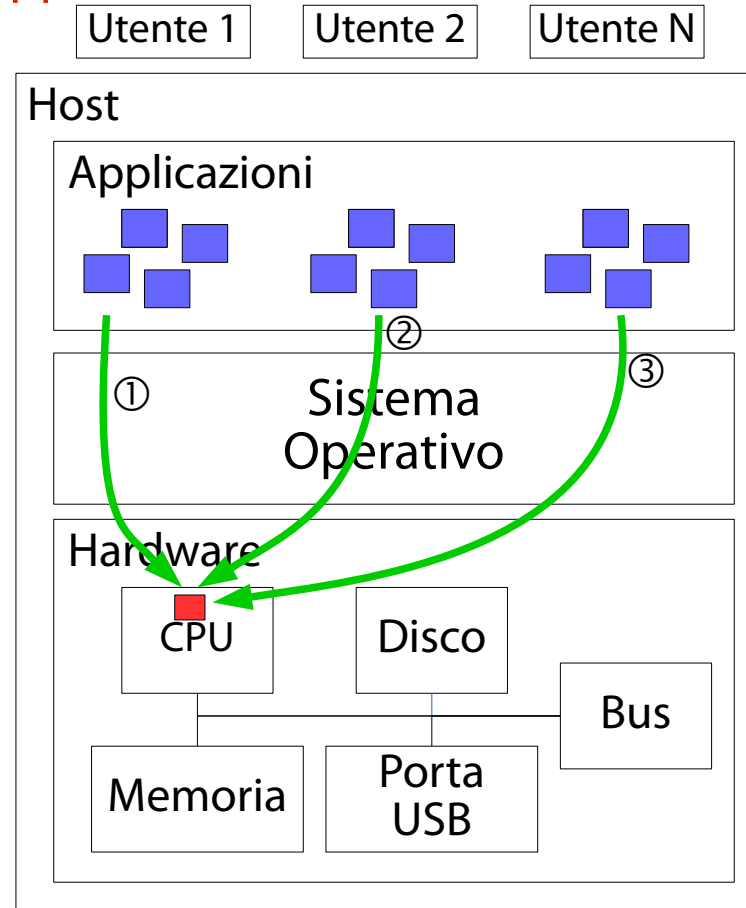 Utente 1
Utente 2
Utente N
Host
Applicazioni
①
②
③
Sistema
Operativo
Hardware
CPU
Disco
Bus
Memoria
Porta
USB